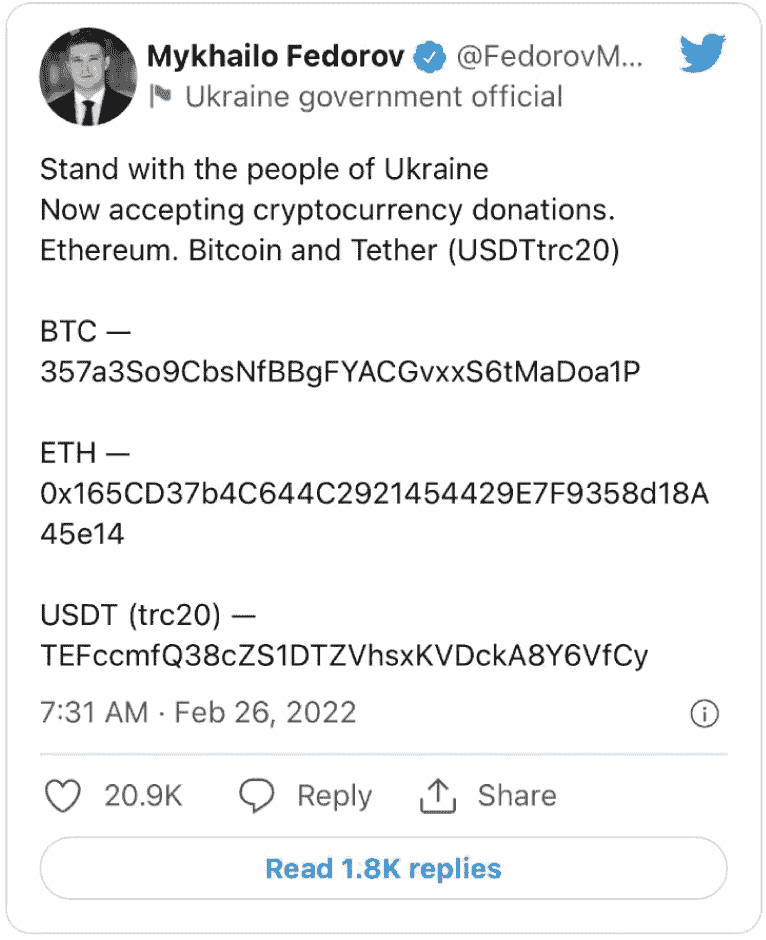 Mykhailo Fedorov @FedorovM...
Ukraine government official
Stand with the people of Ukraine
Now accepting cryptocurrency donations.
Ethereum. Bitcoin and Tether (USDTtrc20)
BTC —
357a3So9CbsNfBBgFYACGvxxS6tMaDoa1P
ETH —
0x165CD37b4C644C2921454429E7F9358d18A
45e14
USDT (trc20) —
TEFccmfQ38cZS1DTZVhsxKVDckA8Y6VfCy
7:31 AM · Feb 26, 2022
20.9K Reply Share
Read 1.8K replies